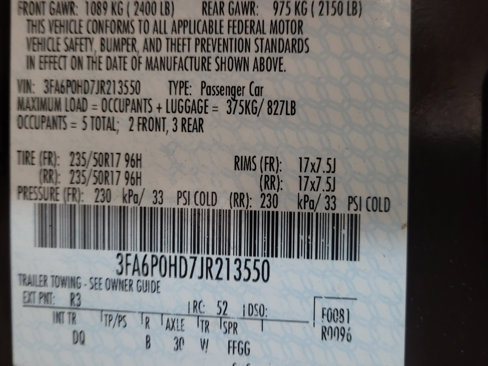 FRONT GAWR: 1089 KG ( 2400 LB) REAR GAWR: 975 KG ( 2150 LB)
THIS VEHICLE CONFORMS TO ALL APPLICABLE FEDERAL MOTOR
VEHICLE SAFETY, BUMPER, AND THEFT PREVENTION STANDARDS
IN EFFECT ON THE DATE OF MANUFACTURE SHOWN ABOVE.
VIN: 3FA6P0HD7JR213550 TYPE: Passenger Car
MAXIMUM LOAD = OCCUPANTS + LUGGAGE = 375KG/ 827LB
OCCUPANTS = 5 TOTAL; 2 FRONT, 3 REAR
TIRE (FR): 235/50R17 96H RIMS (FR): 17x7.5J
(RR): 235/50R17 96H (RR): 17x7.5J
PRESSURE (FR): 230 kPa/ 33 PSI COLD (RR): 230 kPa/ 33 PSI COLD
3FA6P0HD7JR213550
TRAILER TOWING - SEE OWNER GUIDE
EXT PNT: R3 RC: 52 DSO: F0081
INT TR TP/PS R AXLE TR SPR R0096
DQ B 30 W FFGG